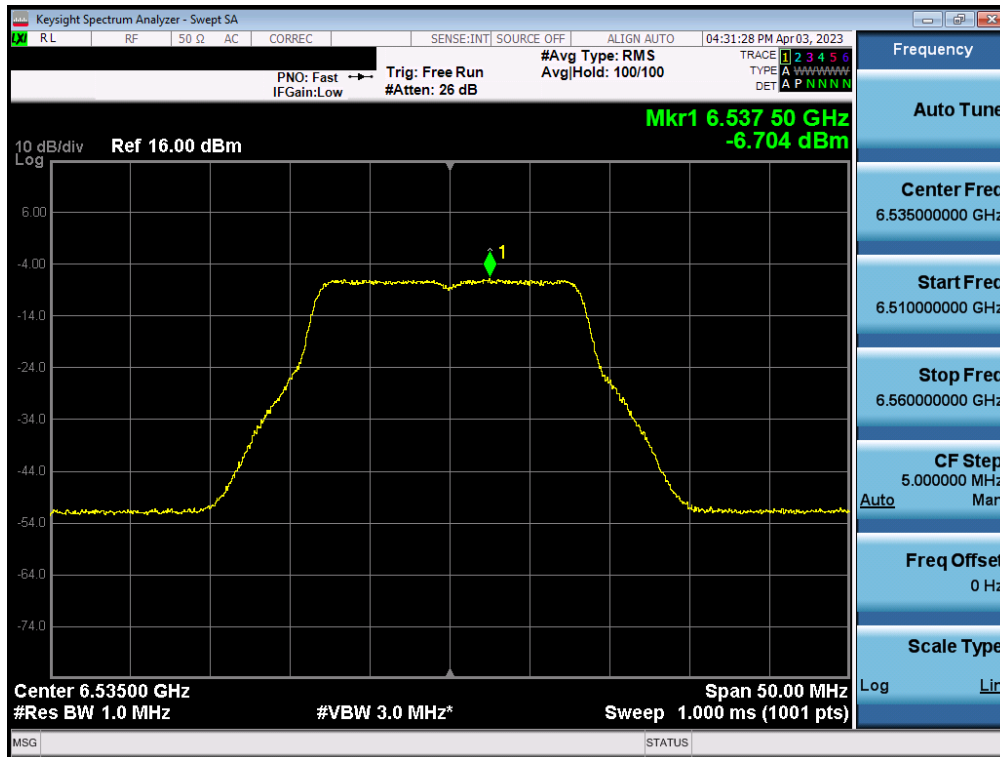 Keysight Spectrum Analyzer - Swept SA
LXI RL RF 50 Ω AC CORREC SENSE:INT SOURCE OFF ALIGN AUTO 04:31:28 PM Apr 03, 2023
PNO: Fast
IFGain:Low
Trig: Free Run
#Atten: 26 dB
#Avg Type: RMS
Avg|Hold: 100/100
TRACE 1 2 3 4 5 6
TYPE A WWWWW
DET A P N N N N
Mkr1 6.537 50 GHz
-6.704 dBm
10 dB/div Ref 16.00 dBm
Log
6.00
1
-4.00
-14.0
-24.0
-34.0
-44.0
-54.0
-64.0
-74.0
Center 6.53500 GHz Span 50.00 MHz
#Res BW 1.0 MHz #VBW 3.0 MHz* Sweep 1.000 ms (1001 pts)
MSG STATUS
Frequency
Auto Tune
Center Freq
6.535000000 GHz
Start Freq
6.510000000 GHz
Stop Freq
6.560000000 GHz
CF Step
5.000000 MHz
Auto Man
Freq Offset
0 Hz
Scale Type
Log Lin